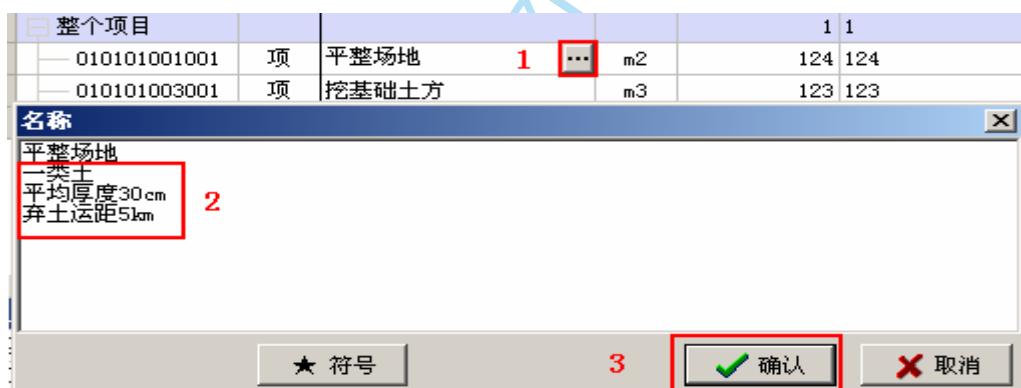 整个项目 1 1
010101001001 项 平整场地 1 ... m2 124 124
010101003001 项 挖基础土方 m3 123 123
名称
平整场地
一类土
平均厚度30cm
弃土运距5km
2
★ 符号 3 确认 取消